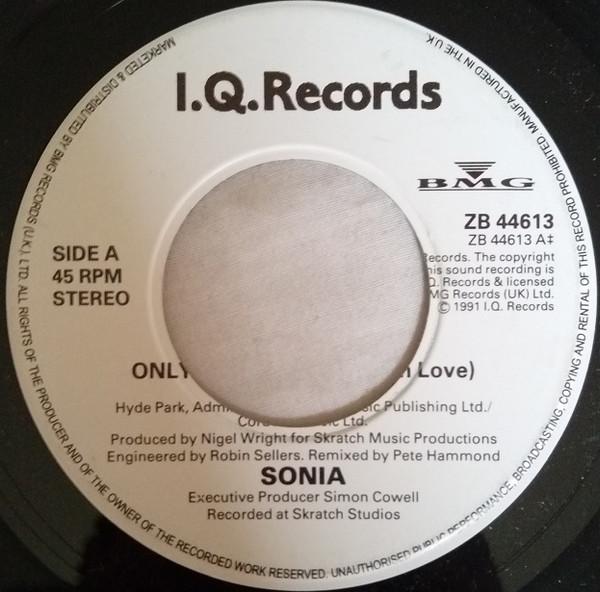 I.Q.Records
BMG
ZB 44613
ZB 44613 A‡
SIDE A
45 RPM
STEREO
Records. The copyright
this sound recording is
Q. Records & licensed
BMG Records (UK) Ltd.
© 1991 I.Q. Records
ONLY Love)
Hyde Park, Publishing Ltd./
Ltd.
Produced by Nigel Wright for Skratch Music Productions
Engineered by Robin Sellers. Remixed by Pete Hammond
SONIA
Executive Producer Simon Cowell
Recorded at Skratch Studios
MARKETED & DISTRIBUTED BY BMG RECORDS (U.K.) LTD. ALL RIGHTS OF THE PRODUCER AND OF THE OWNER OF THE RECORDED WORK RESERVED. UNAUTHORISED PUBLIC PERFORMANCE, BROADCASTING, COPYING AND RENTAL OF THIS RECORD PROHIBITED. MANUFACTURED IN THE U.K.